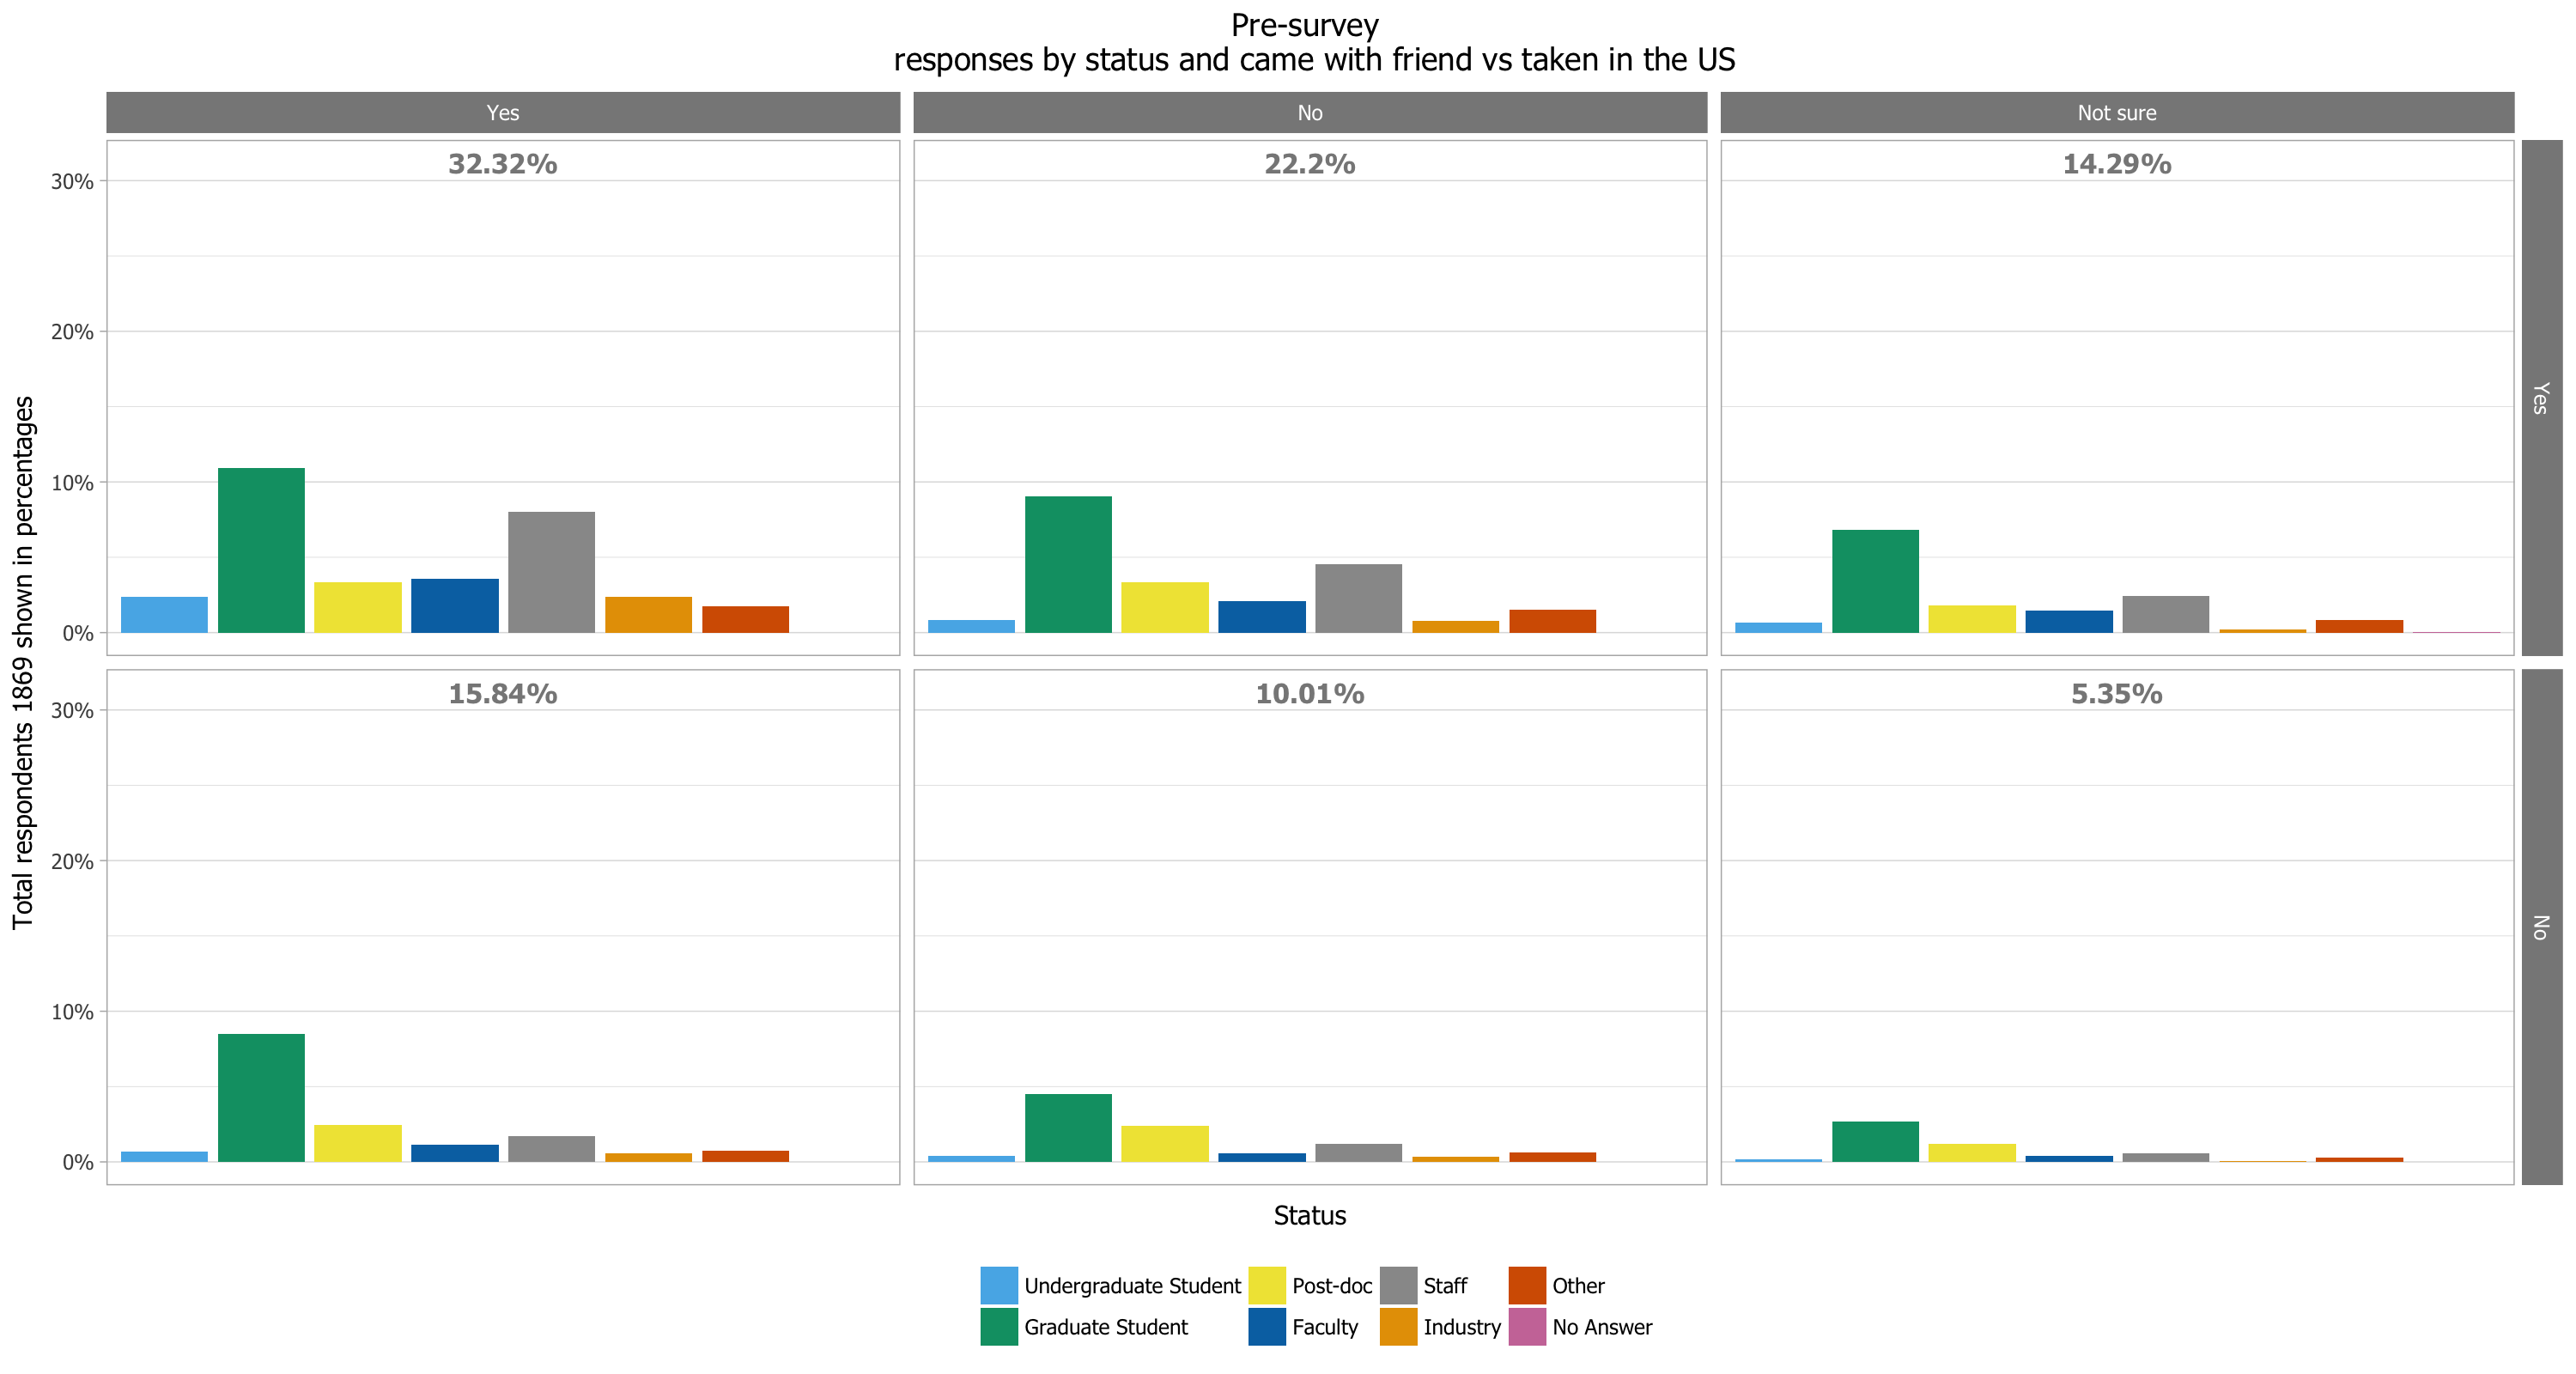 Pre-survey
responses by status and came with friend vs taken in the US
Yes
No
Not sure
32.32%
22.2%
14.29%
30%
20%
10%
0%
Yes
15.84%
10.01%
5.35%
30%
20%
10%
0%
No
Total respondents 1869 shown in percentages
Status
Undergraduate Student
Post-doc
Staff
Other
Graduate Student
Faculty
Industry
No Answer